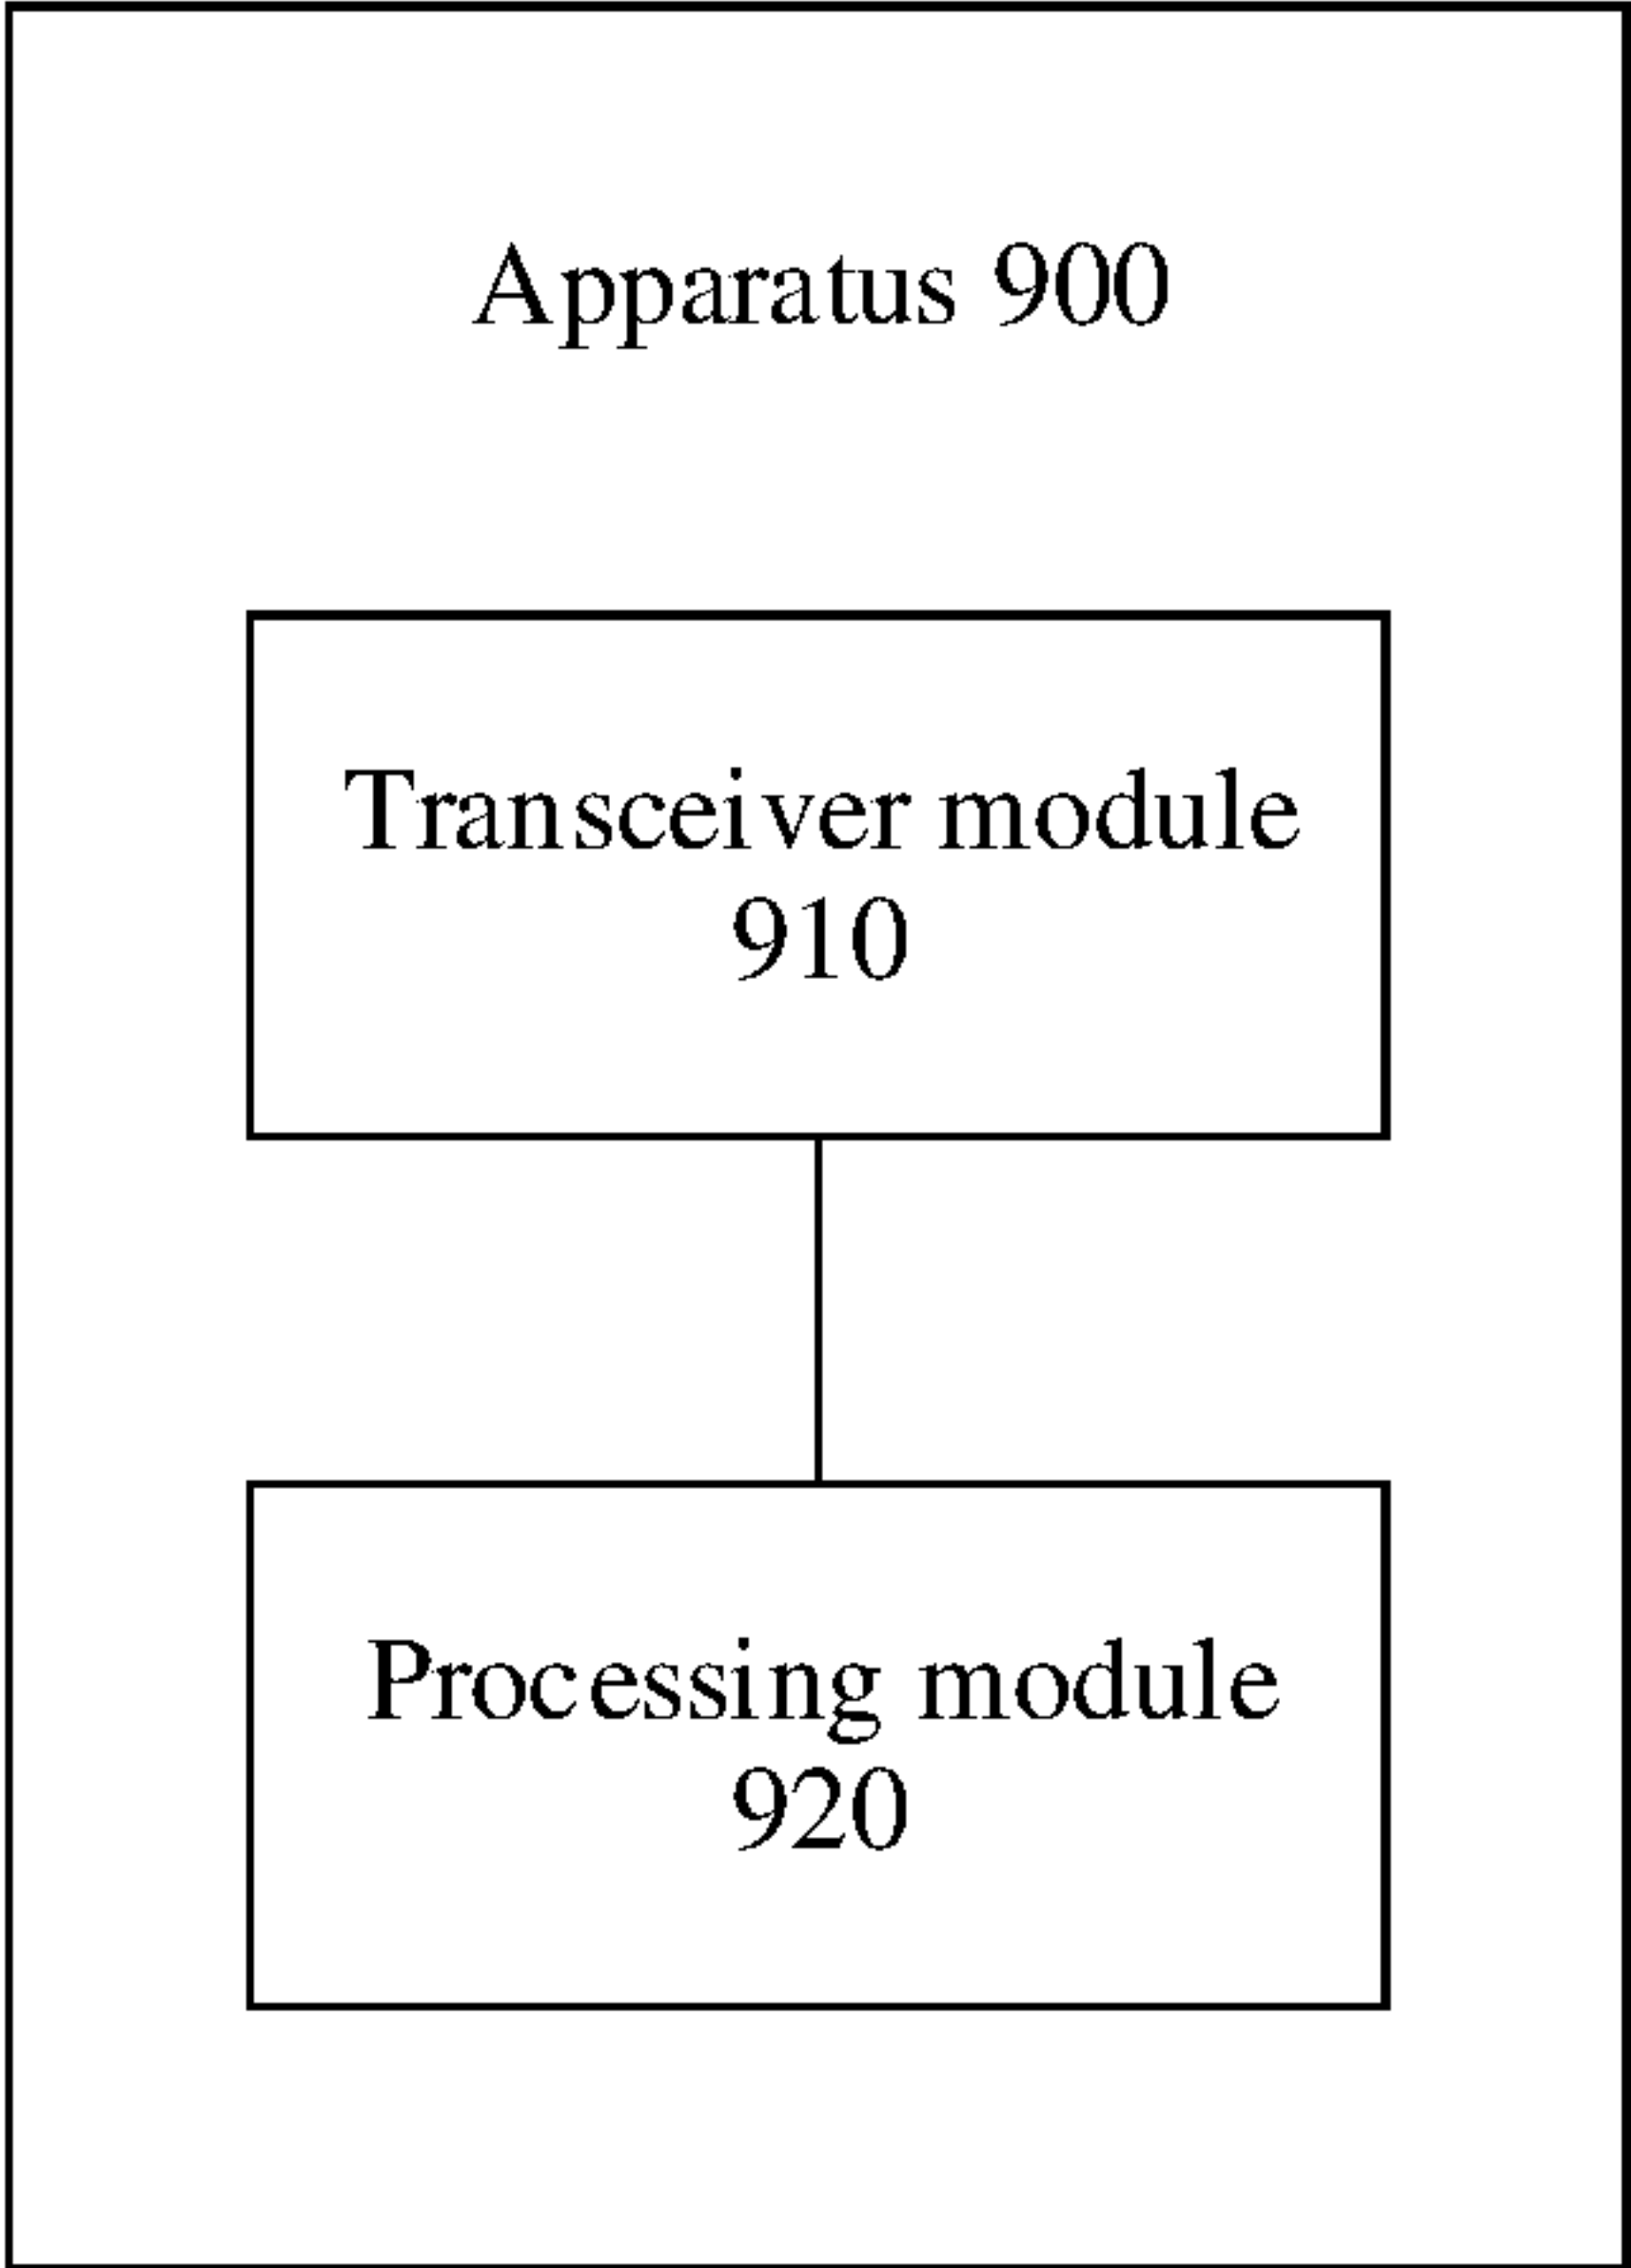 Apparatus 900
Transceiver module
910
Processing module
920